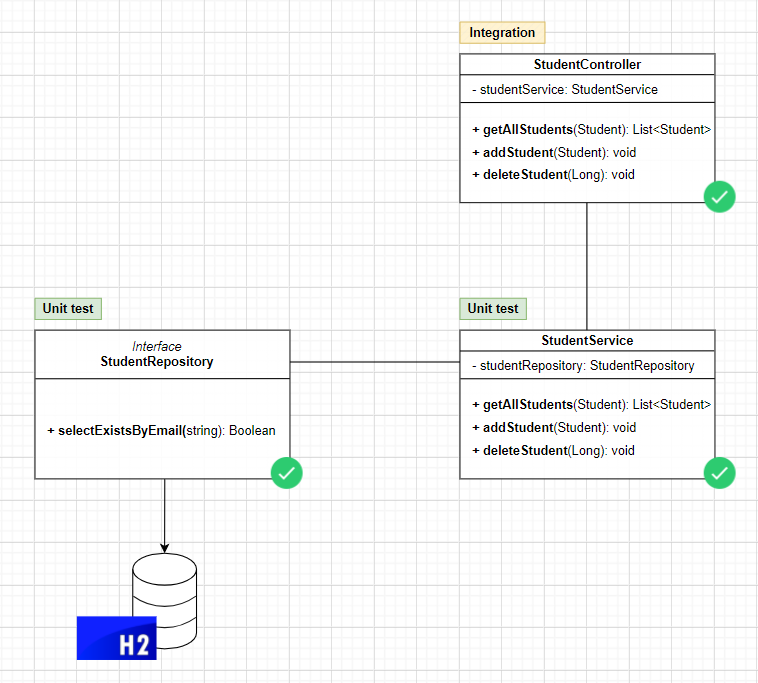 Integration
StudentController
- studentService: StudentService
+ getAllStudents(Student): List<Student>
+ addStudent(Student): void
+ deleteStudent(Long): void
Unit test
Interface
StudentRepository
+ selectExistsByEmail(string): Boolean
Unit test
StudentService
- studentRepository: StudentRepository
+ getAllStudents(Student): List<Student>
+ addStudent(Student): void
+ deleteStudent(Long): void
H2